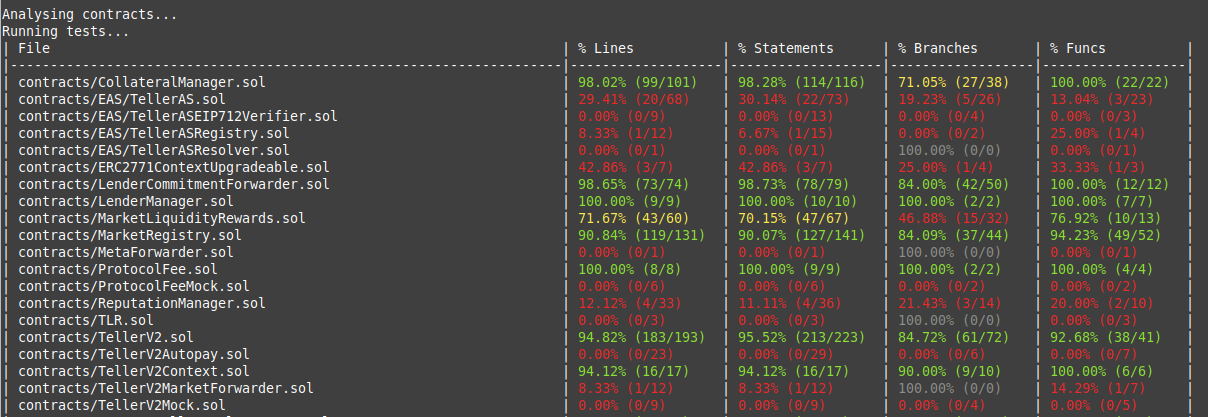 Analysing contracts...
Running tests...
| File | % Lines | % Statements | % Branches | % Funcs |
|------------------------------------------------------------------|------------------|------------------|-----------------|-----------------|
| contracts/CollateralManager.sol | 98.02% (99/101) | 98.28% (114/116) | 71.05% (27/38) | 100.00% (22/22) |
| contracts/EAS/TellerAS.sol | 29.41% (20/68) | 30.14% (22/73) | 19.23% (5/26) | 13.04% (3/23) |
| contracts/EAS/TellerASEIP712Verifier.sol | 0.00% (0/9) | 0.00% (0/13) | 0.00% (0/4) | 0.00% (0/3) |
| contracts/EAS/TellerASRegistry.sol | 8.33% (1/12) | 6.67% (1/15) | 0.00% (0/2) | 25.00% (1/4) |
| contracts/EAS/TellerASResolver.sol | 0.00% (0/1) | 0.00% (0/1) | 100.00% (0/0) | 0.00% (0/1) |
| contracts/ERC2771ContextUpgradeable.sol | 42.86% (3/7) | 42.86% (3/7) | 25.00% (1/4) | 33.33% (1/3) |
| contracts/LenderCommitmentForwarder.sol | 98.65% (73/74) | 98.73% (78/79) | 84.00% (42/50) | 100.00% (12/12) |
| contracts/LenderManager.sol | 100.00% (9/9) | 100.00% (10/10) | 100.00% (2/2) | 100.00% (7/7) |
| contracts/MarketLiquidityRewards.sol | 71.67% (43/60) | 70.15% (47/67) | 46.88% (15/32) | 76.92% (10/13) |
| contracts/MarketRegistry.sol | 90.84% (119/131) | 90.07% (127/141) | 84.09% (37/44) | 94.23% (49/52) |
| contracts/MetaForwarder.sol | 0.00% (0/1) | 0.00% (0/1) | 100.00% (0/0) | 0.00% (0/1) |
| contracts/ProtocolFee.sol | 100.00% (8/8) | 100.00% (9/9) | 100.00% (2/2) | 100.00% (4/4) |
| contracts/ProtocolFeeMock.sol | 0.00% (0/6) | 0.00% (0/6) | 0.00% (0/2) | 0.00% (0/2) |
| contracts/ReputationManager.sol | 12.12% (4/33) | 11.11% (4/36) | 21.43% (3/14) | 20.00% (2/10) |
| contracts/TLR.sol | 0.00% (0/3) | 0.00% (0/3) | 100.00% (0/0) | 0.00% (0/2) |
| contracts/TellerV2.sol | 94.82% (183/193) | 95.52% (213/223) | 84.72% (61/72) | 92.68% (38/41) |
| contracts/TellerV2Autopay.sol | 0.00% (0/23) | 0.00% (0/29) | 0.00% (0/6) | 0.00% (0/7) |
| contracts/TellerV2Context.sol | 94.12% (16/17) | 94.12% (16/17) | 90.00% (9/10) | 100.00% (6/6) |
| contracts/TellerV2MarketForwarder.sol | 8.33% (1/12) | 8.33% (1/12) | 100.00% (0/0) | 14.29% (1/7) |
| contracts/TellerV2Mock.sol | 0.00% (0/9) | 0.00% (0/9) | 0.00% (0/4) | 0.00% (0/5) |